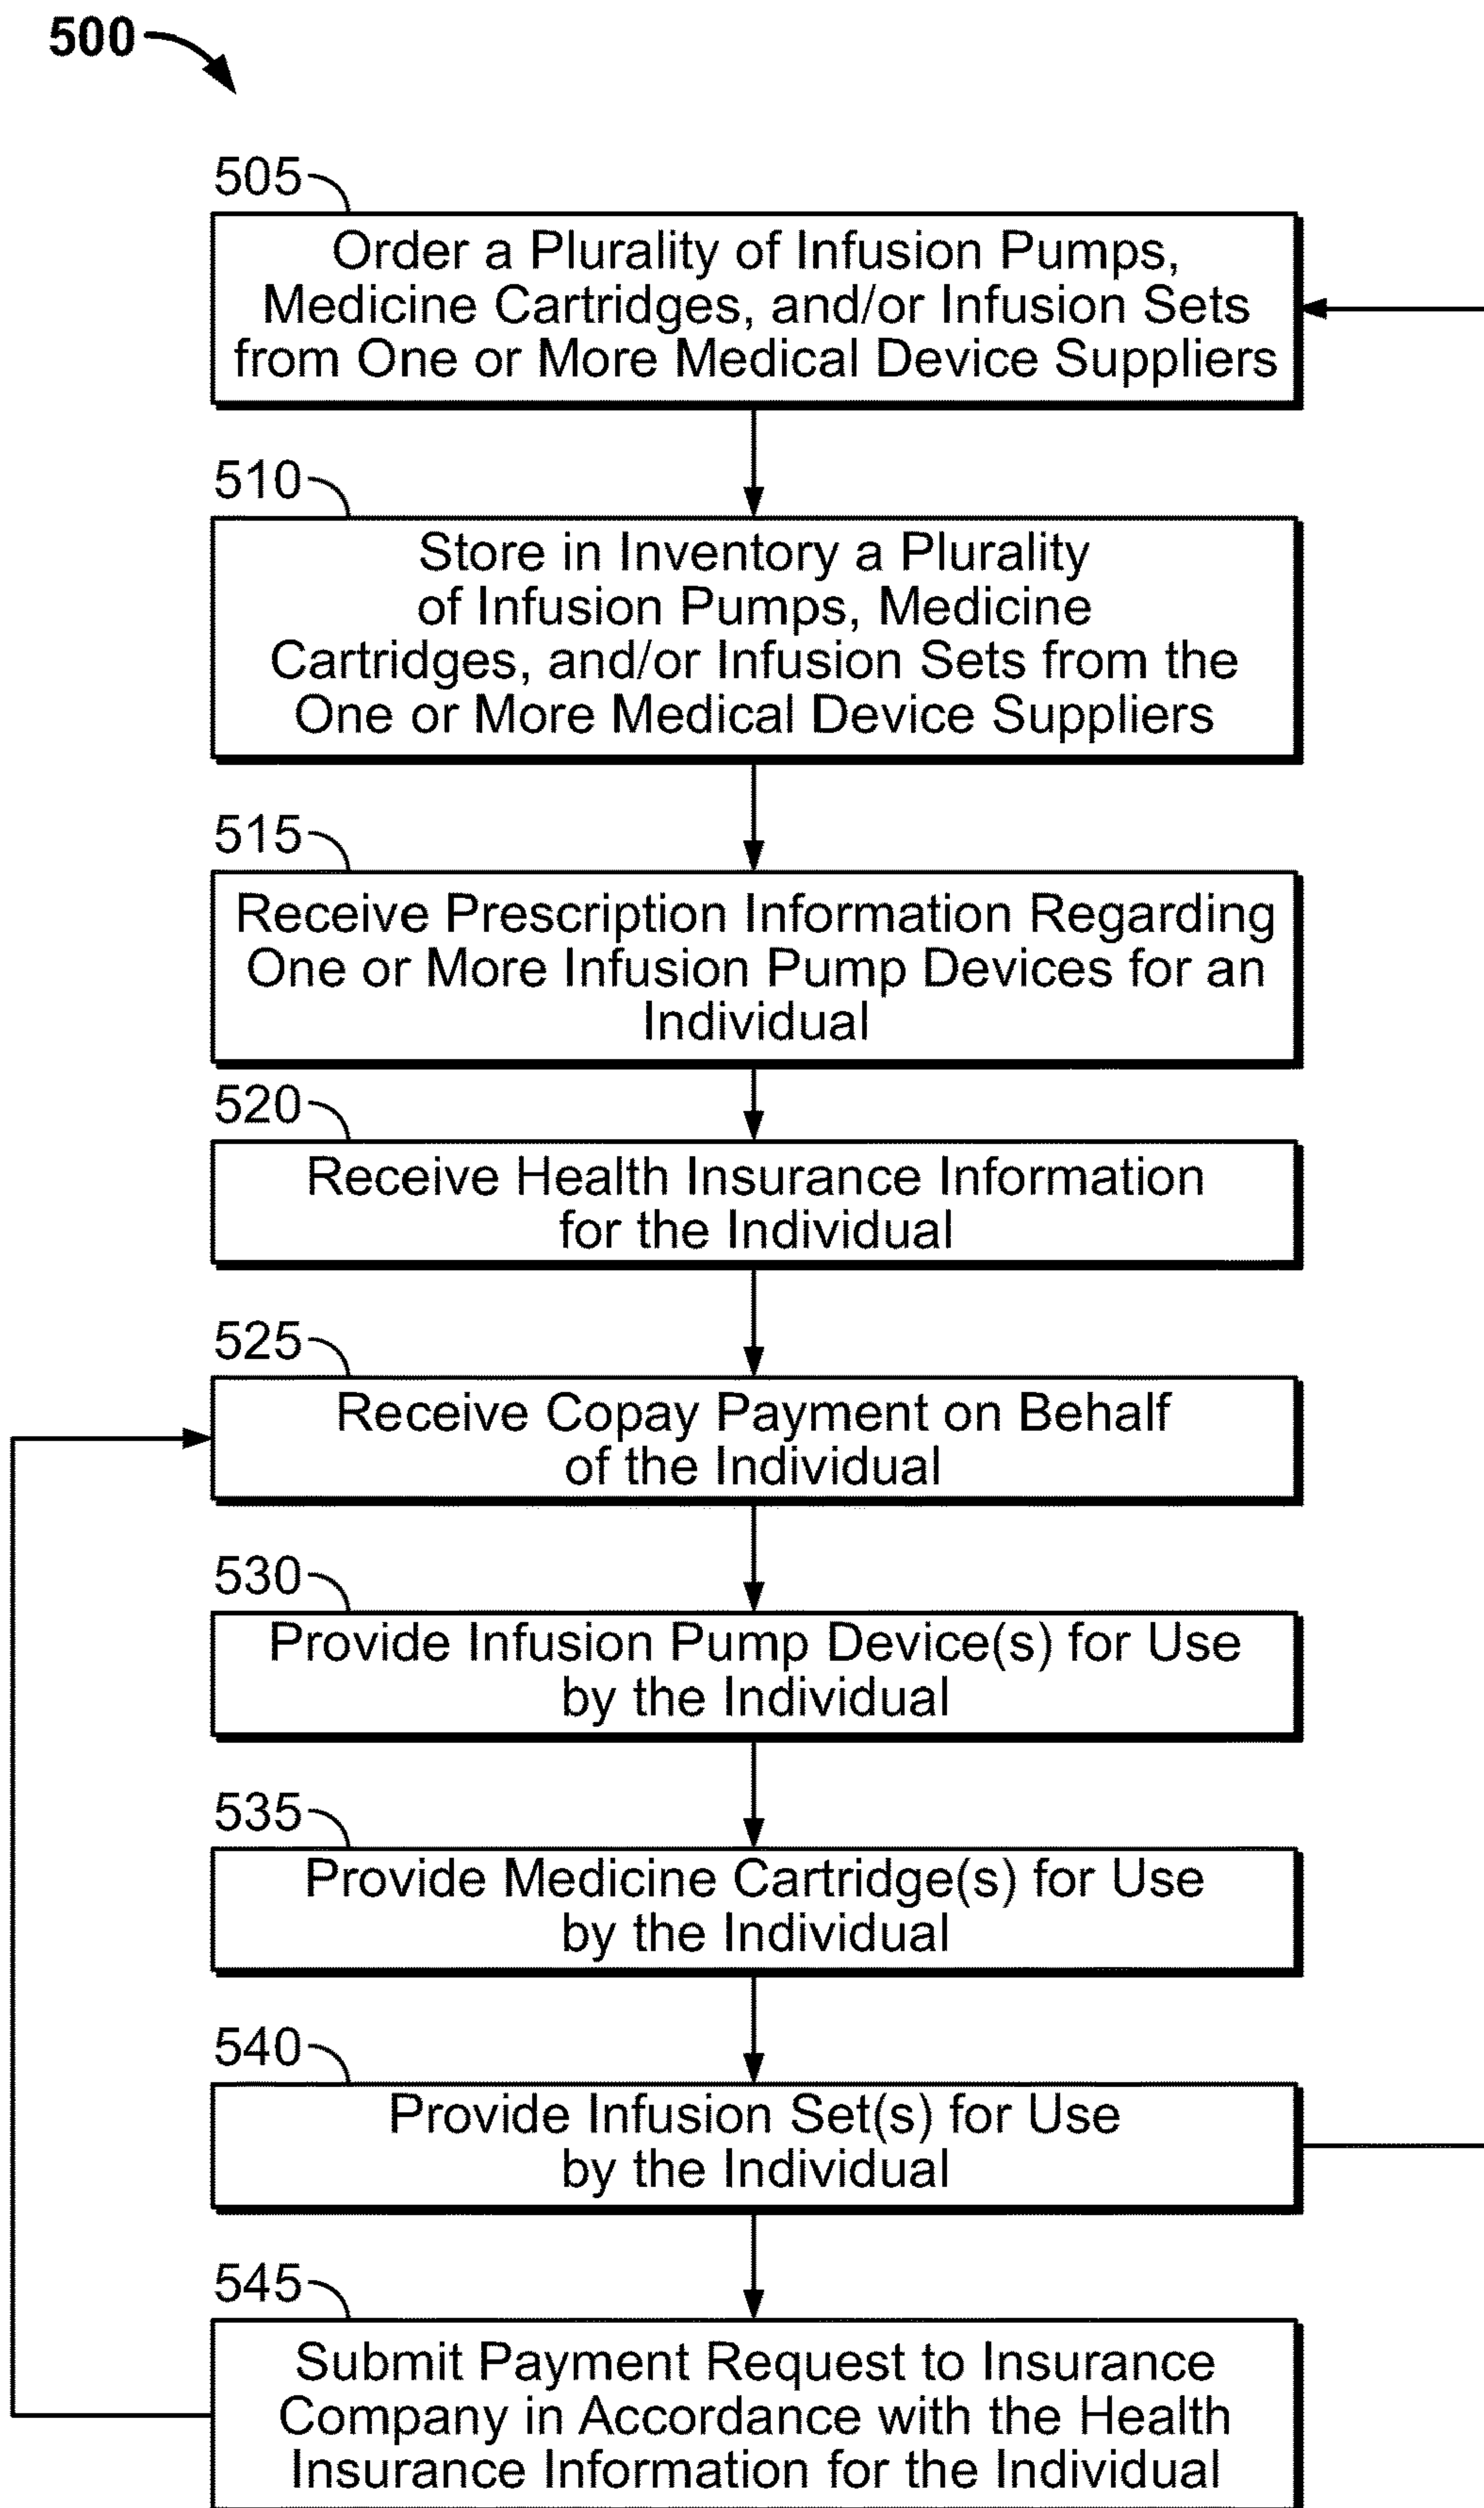 500
505
Order a Plurality of Infusion Pumps,
Medicine Cartridges, and/or Infusion Sets
from One or More Medical Device Suppliers
510
Store in Inventory a Plurality
of Infusion Pumps, Medicine
Cartridges, and/or Infusion Sets from the
One or More Medical Device Suppliers
515
Receive Prescription Information Regarding
One or More Infusion Pump Devices for an
Individual
520
Receive Health Insurance Information
for the Individual
525
Receive Copay Payment on Behalf
of the Individual
530
Provide Infusion Pump Device(s) for Use
by the Individual
535
Provide Medicine Cartridge(s) for Use
by the Individual
540
Provide Infusion Set(s) for Use
by the Individual
545
Submit Payment Request to Insurance
Company in Accordance with the Health
Insurance Information for the Individual